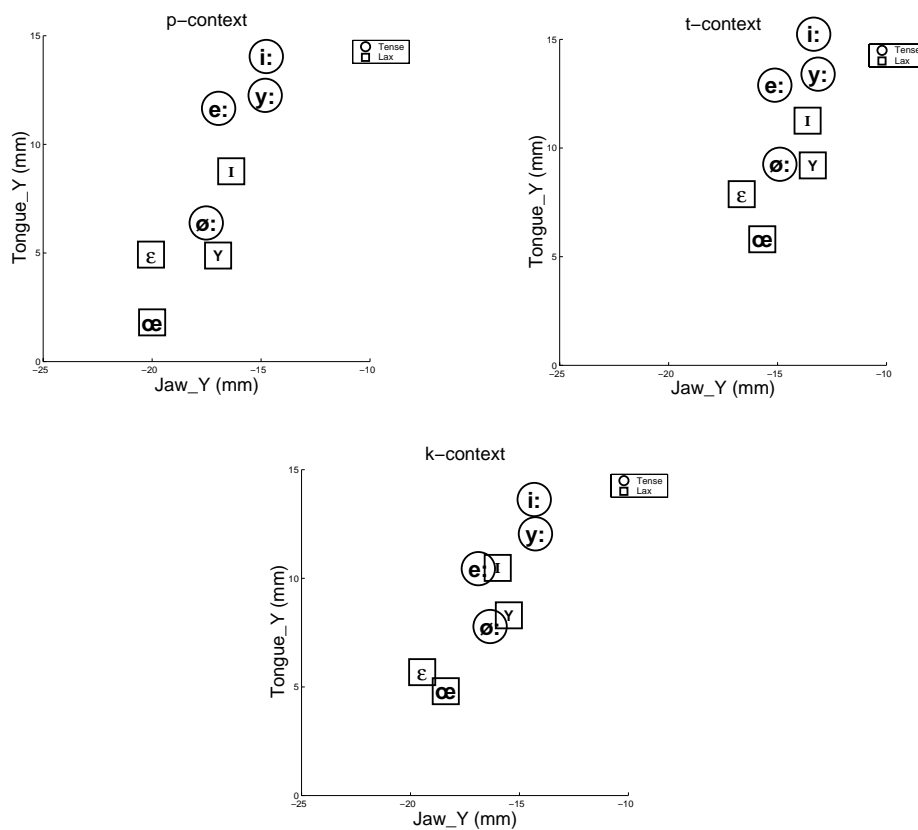 p−context
15
10
5
0
−25
−20
−15
−10
Tongue_Y (mm)
Jaw_Y (mm)
Tense
Lax
i:
y:
e:
I
ø:
ɛ
Y
œ
t−context
15
10
5
0
−25
−20
−15
−10
Tongue_Y (mm)
Jaw_Y (mm)
Tense
Lax
i:
y:
e:
I
ø:
Y
ɛ
œ
k−context
15
10
5
0
−25
−20
−15
−10
Tongue_Y (mm)
Jaw_Y (mm)
Tense
Lax
i:
y:
e:
I
Y
ø:
ɛ
œ